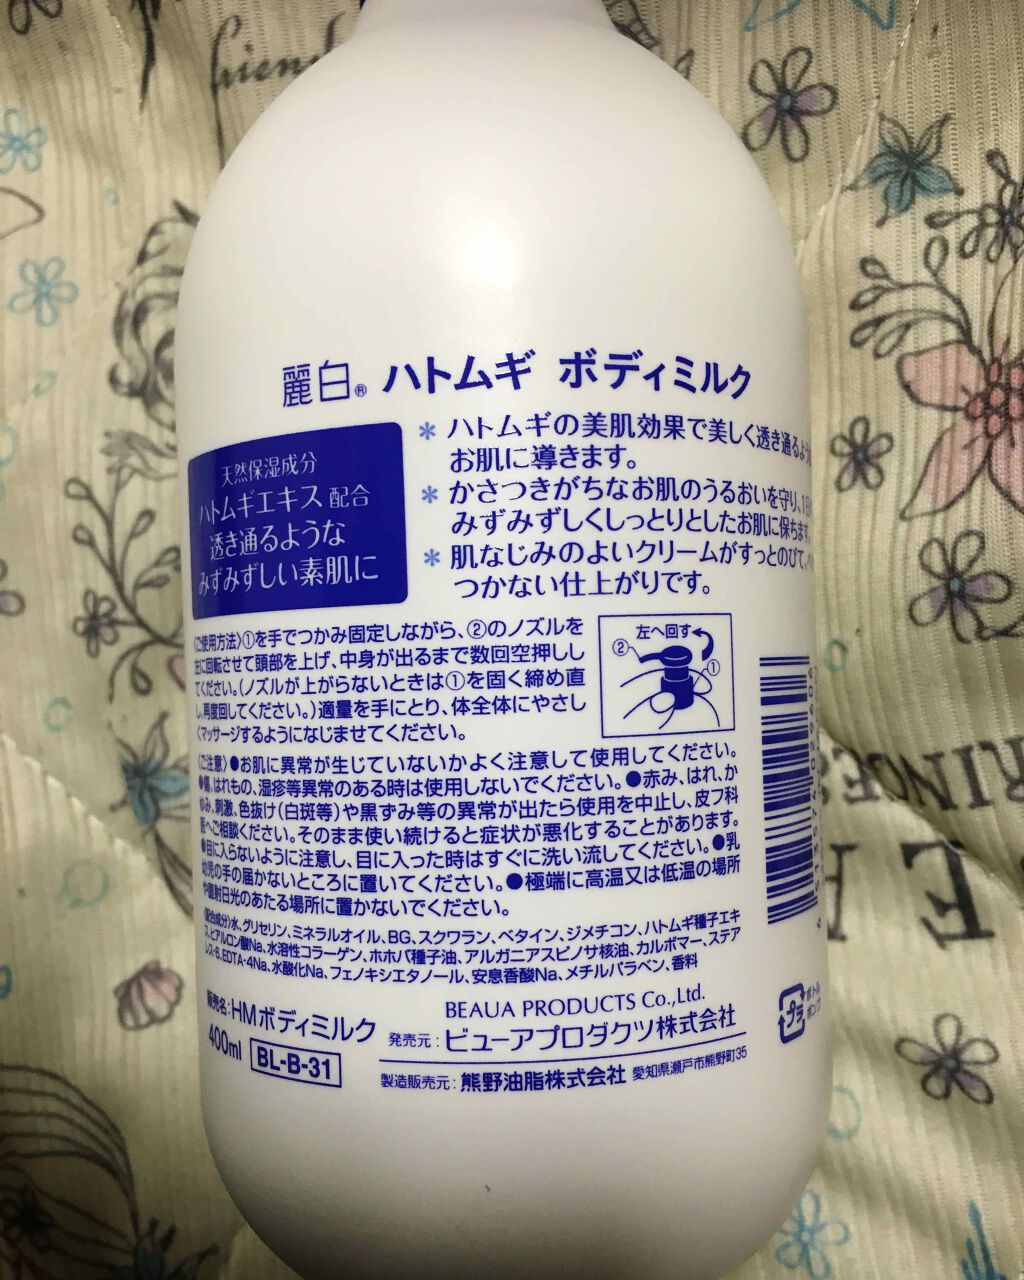 friend
麗白® ハトムギ ボディミルク
天然保湿成分
ハトムギエキス 配合
透き通るような
みずみずしい素肌に
＊ ハトムギの美肌効果で美しく透き通るよう
お肌に導きます。
＊ かさつきがちなお肌のうるおいを守り、1日
みずみずしくしっとりとしたお肌に保ちます
＊ 肌なじみのよいクリームがすっとのびて、
つかない仕上がりです。
〈ご使用方法〉①を手でつかみ固定しながら、②のノズルを
左に回転させて頭部を上げ、中身が出るまで数回空押しし
てください。(ノズルが上がらないときは①を固く締め直
し、再度回してください。)適量を手にとり、体全体にやさし
くマッサージするようになじませてください。
左へ回す
②
①
〈ご注意〉●お肌に異常が生じていないかよく注意して使用してください。
●傷、はれもの、湿疹等異常のある時は使用しないでください。●赤み、はれ、か
ゆみ、刺激、色抜け(白斑等)や黒ずみ等の異常が出たら使用を中止し、皮フ科
医へご相談ください。そのまま使い続けると症状が悪化することがあります。
●目に入らないように注意し、目に入った時はすぐに洗い流してください。●乳
幼児の手の届かないところに置いてください。●極端に高温又は低温の場所
や直射日光のあたる場所に置かないでください。
〈配合成分〉水、グリセリン、ミネラルオイル、BG、スクワラン、ベタイン、ジメチコン、ハトムギ種子エキ
ス、ヒアルロン酸Na、水溶性コラーゲン、ホホバ種子油、アルガニアスピノサ核油、カルボマー、ステア
レス-6、EDTA-4Na、水酸化Na、フェノキシエタノール、安息香酸Na、メチルパラベン、香料
販売名：HMボディミルク
400ml BL-B-31
BEAUA PRODUCTS Co.,Ltd.
発売元：ビューアプロダクツ株式会社
製造販売元：熊野油脂株式会社 愛知県瀬戸市熊野町35
プラ
ボトル